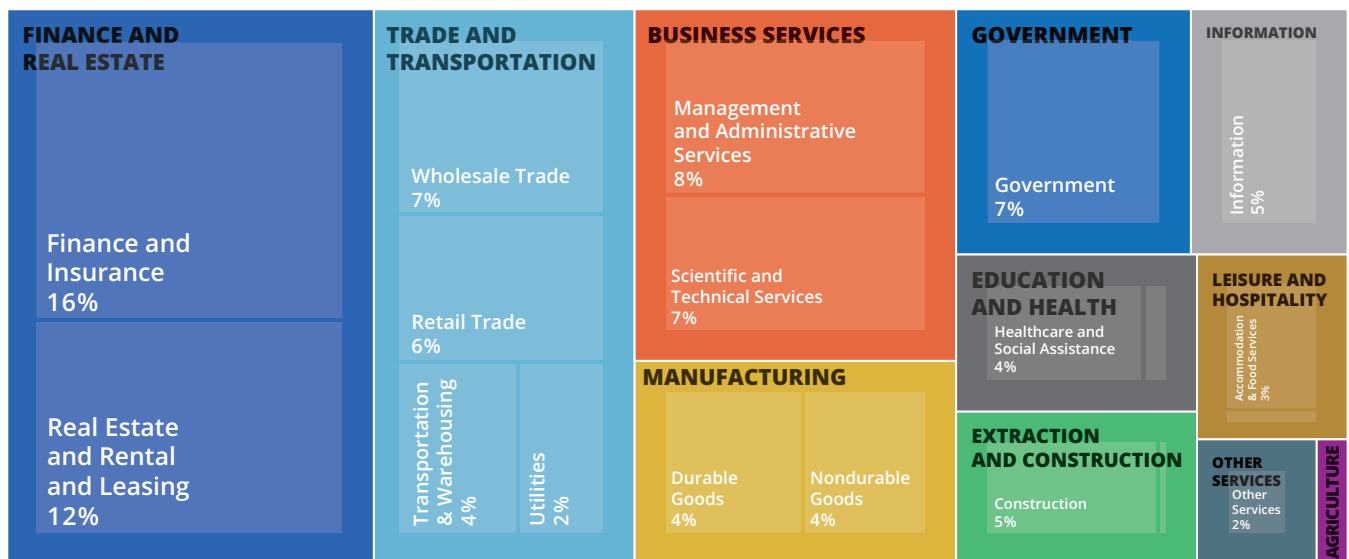 FINANCE AND
REAL ESTATE
Finance and
Insurance
16%
Real Estate
and Rental
and Leasing
12%
TRADE AND
TRANSPORTATION
Wholesale Trade
7%
Retail Trade
6%
Transportation
& Warehousing
4%
Utilities
2%
BUSINESS SERVICES
Management
and Administrative
Services
8%
Scientific and
Technical Services
7%
MANUFACTURING
Durable
Goods
4%
Nondurable
Goods
4%
GOVERNMENT
Government
7%
INFORMATION
Information
5%
EDUCATION
AND HEALTH
Healthcare and
Social Assistance
4%
LEISURE AND
HOSPITALITY
Accommodation
& Food Services
3%
EXTRACTION
AND CONSTRUCTION
Construction
5%
OTHER
SERVICES
Other
Services
2%
AGRICULTURE